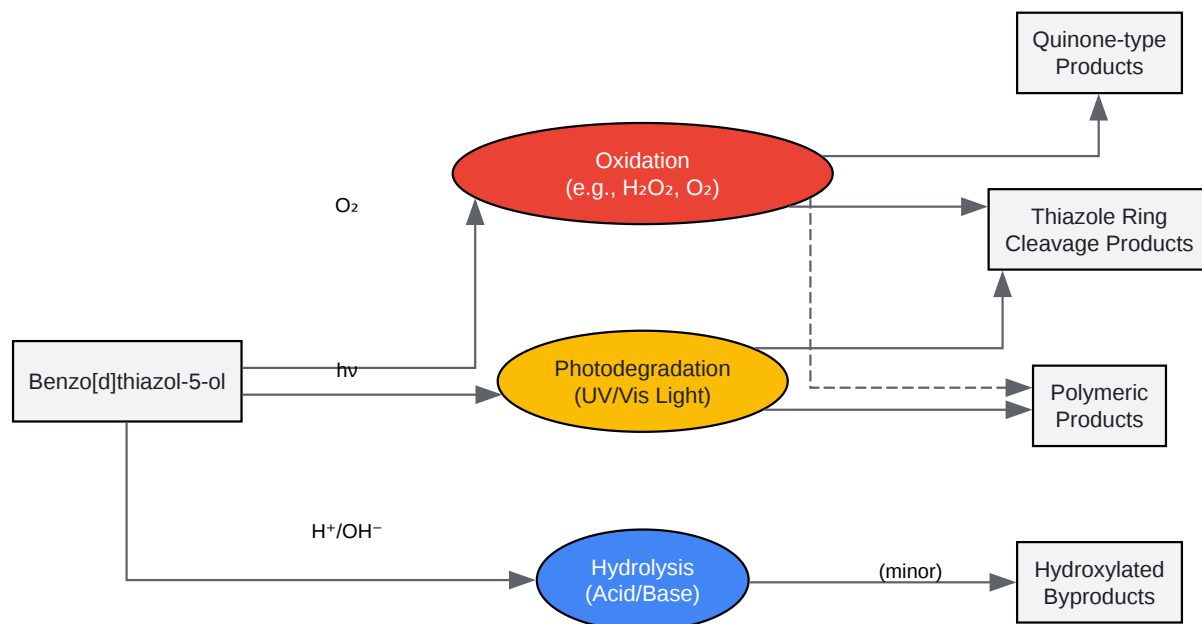 Quinone-type
Products
Oxidation
(e.g., H₂O₂, O₂)
O₂
Thiazole Ring
Cleavage Products
Benzo[d]thiazol-5-ol
hν
Photodegradation
(UV/Vis Light)
Polymeric
Products
H⁺/OH⁻
Hydrolysis
(Acid/Base)
(minor)
Hydroxylated
Byproducts